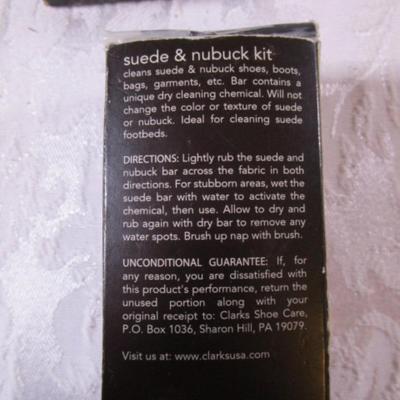 suede & nubuck kit
cleans suede & nubuck shoes, boots,
bags, garments, etc. Bar contains a
unique dry cleaning chemical. Will not
change the color or texture of suede
or nubuck. Ideal for cleaning suede
footbeds.
DIRECTIONS: Lightly rub the suede and
nubuck bar across the fabric in both
directions. For stubborn areas, wet the
suede bar with water to activate the
chemical, then use. Allow to dry and
rub again with dry bar to remove any
water spots. Brush up nap with brush.
UNCONDITIONAL GUARANTEE: If, for
any reason, you are dissatisfied with
this product's performance, return the
unused portion along with your
original receipt to: Clarks Shoe Care,
P.O. Box 1036, Sharon Hill, PA 19079.
Visit us at: www.clarksusa.com